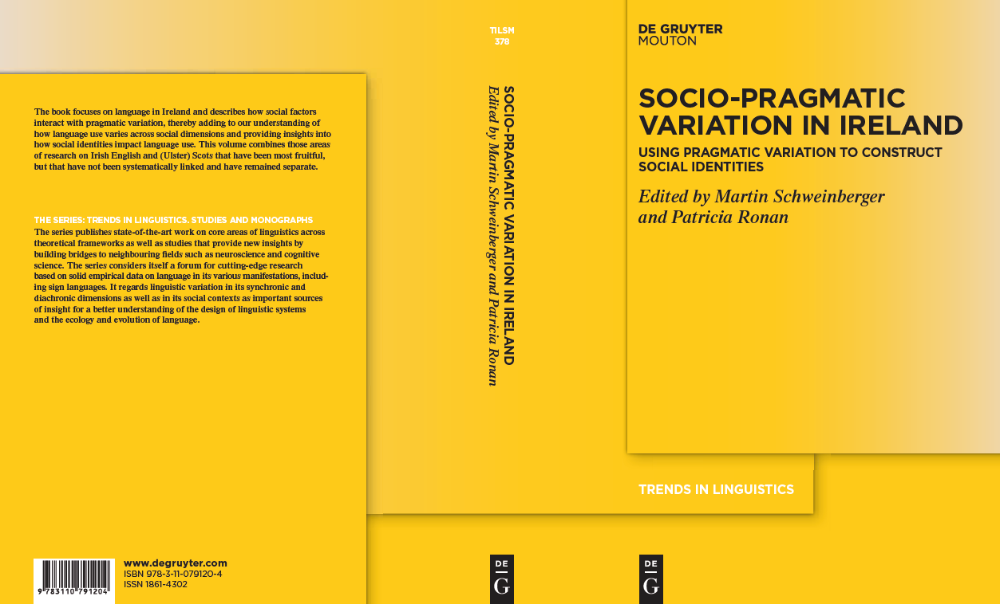 The book focuses on language in Ireland and describes how social factors
interact with pragmatic variation, thereby adding to our understanding of
how language use varies across social dimensions and providing insights into
how social identities impact language use. This volume combines those areas
of research on Irish English and (Ulster) Scots that have been most fruitful,
but that have not been systematically linked and have remained separate.
THE SERIES: TRENDS IN LINGUISTICS. STUDIES AND MONOGRAPHS
The series publishes state-of-the-art work on core areas of linguistics across
theoretical frameworks as well as studies that provide new insights by
building bridges to neighbouring fields such as neuroscience and cognitive
science. The series considers itself a forum for cutting-edge research
based on solid empirical data on language in its various manifestations, includ-
ing sign languages. It regards linguistic variation in its synchronic and
diachronic dimensions as well as in its social contexts as important sources
of insight for a better understanding of the design of linguistic systems
and the ecology and evolution of language.
9 783110 791204
www.degruyter.com
ISBN 978-3-11-079120-4
ISSN 1861-4302
TILSM
378
SOCIO-PRAGMATIC VARIATION IN IRELAND
Edited by Martin Schweinberger and Patricia Ronan
DE
G
DE GRUYTER
MOUTON
SOCIO-PRAGMATIC
VARIATION IN IRELAND
USING PRAGMATIC VARIATION TO CONSTRUCT
SOCIAL IDENTITIES
Edited by Martin Schweinberger
and Patricia Ronan
TRENDS IN LINGUISTICS
DE
G